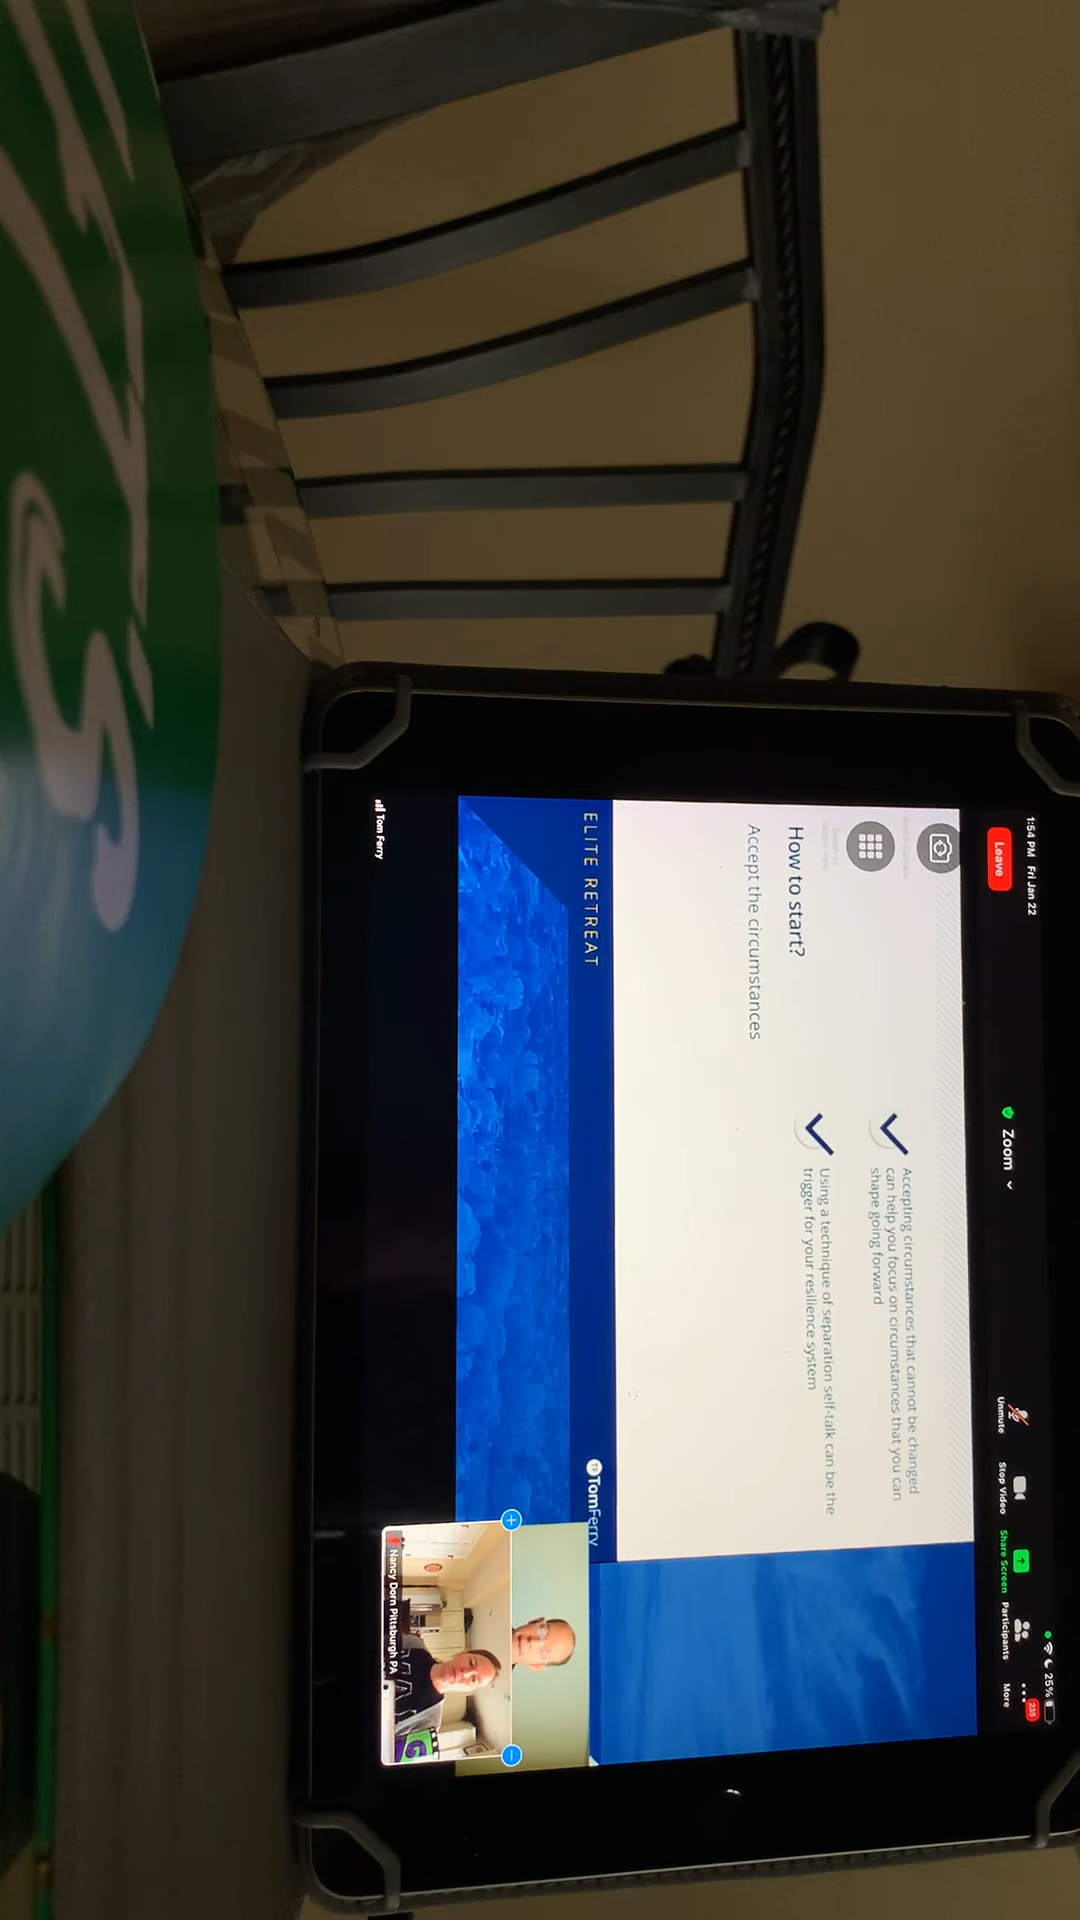 1:54 PM Fri Jan 22
25%
Leave
Zoom
Unmute
Stop Video
Share Screen
Participants
More
235
Accepting circumstances that cannot be changed
can help you focus on circumstances that you can
shape going forward
How to start?
Accept the circumstances
Using a technique of separation self-talk can be the
trigger for your resilience system
ELITE RETREAT
TF TomFerry
Tom Ferry
Nancy Dorn Pittsburgh PA
IT'S